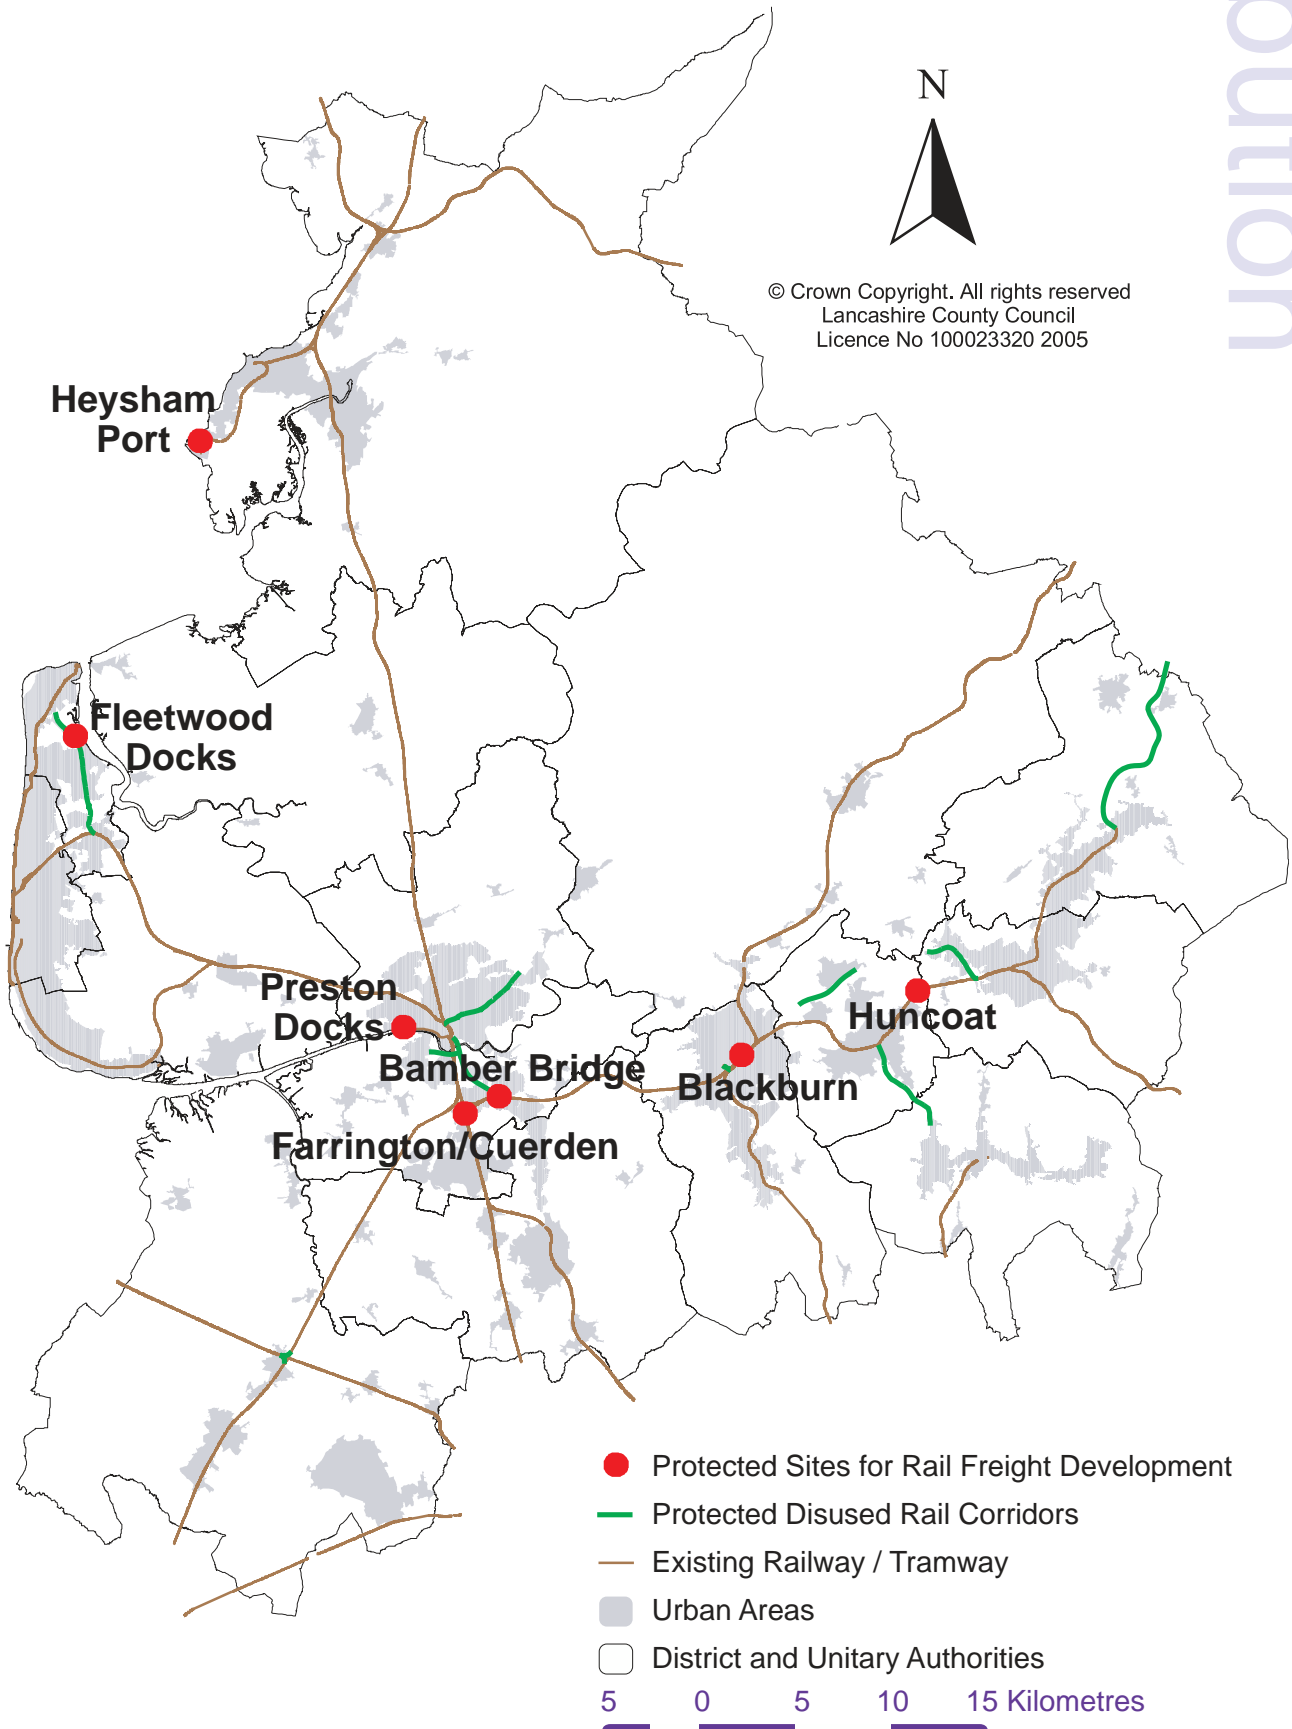 N
© Crown Copyright. All rights reserved
Lancashire County Council
Licence No 100023320 2005
Heysham
Port
Fleetwood
Docks
Preston
Docks
Bamber Bridge
Farrington/Cuerden
Blackburn
Huncoat
Protected Sites for Rail Freight Development
Protected Disused Rail Corridors
Existing Railway / Tramway
Urban Areas
District and Unitary Authorities
5 0 5 10 15 Kilometres